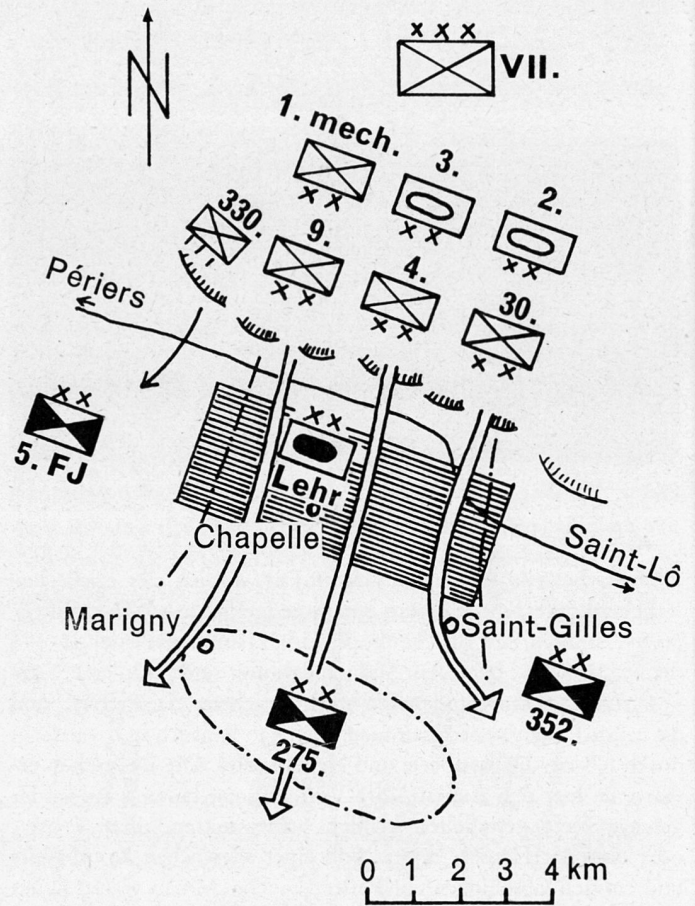 N
x x x
VII.
1. mech.
x x
3.
x x
2.
x x
330.
9.
x x
4.
x x
30.
x x
Périers
x x
5. FJ
x x
Lehr
Chapelle
Saint-Lô
Marigny
Saint-Gilles
x x
275.
x x
352.
0 1 2 3 4 km